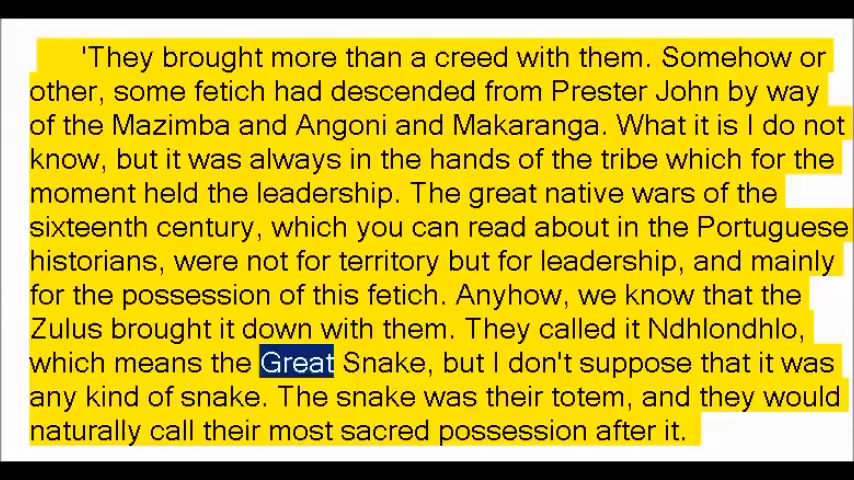 'They brought more than a creed with them. Somehow or
other, some fetich had descended from Prester John by way
of the Mazimba and Angoni and Makaranga. What it is I do not
know, but it was always in the hands of the tribe which for the
moment held the leadership. The great native wars of the
sixteenth century, which you can read about in the Portuguese
historians, were not for territory but for leadership, and mainly
for the possession of this fetich. Anyhow, we know that the
Zulus brought it down with them. They called it Ndhlondhlo,
which means the Great Snake, but I don't suppose that it was
any kind of snake. The snake was their totem, and they would
naturally call their most sacred possession after it.